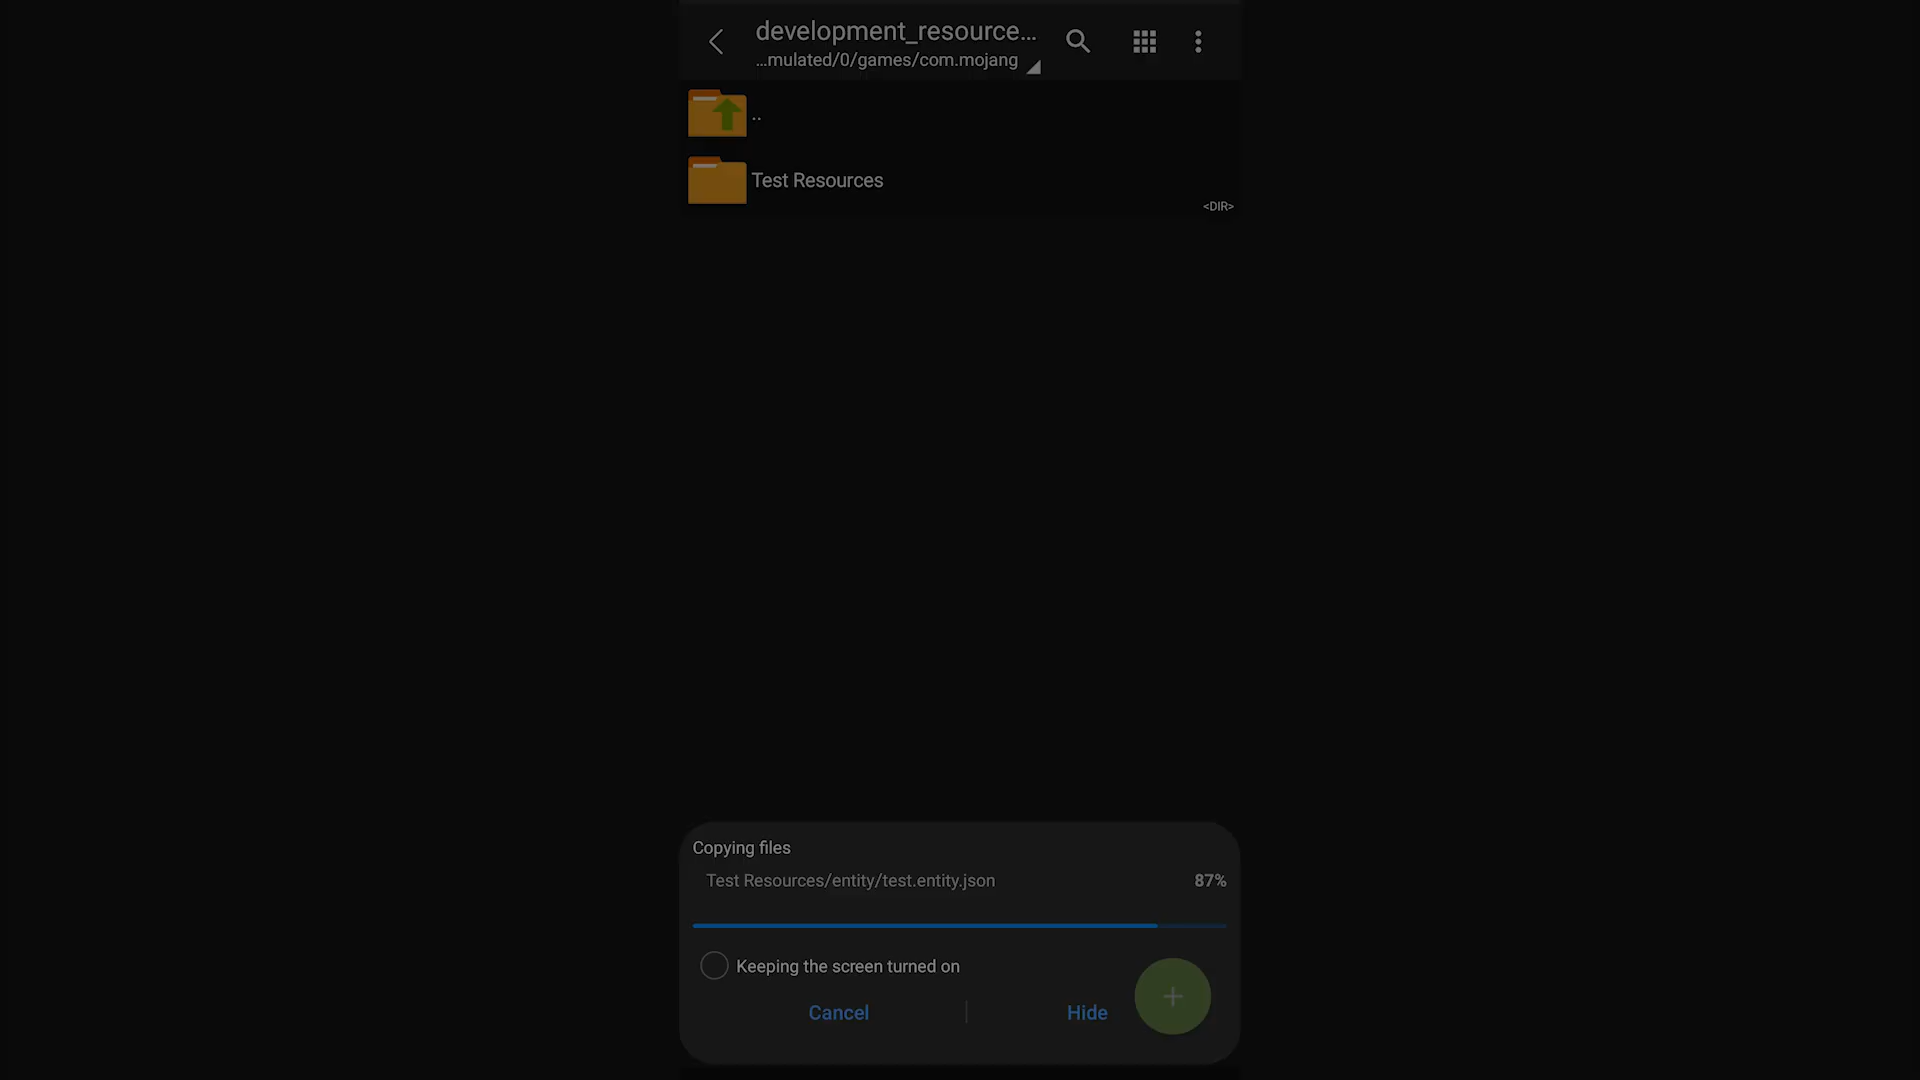 development_resource...
...mulated/0/games/com.mojang
..
Test Resources
<DIR>
Copying files
Test Resources/entity/test.entity.json
87%
Keeping the screen turned on
Cancel
Hide